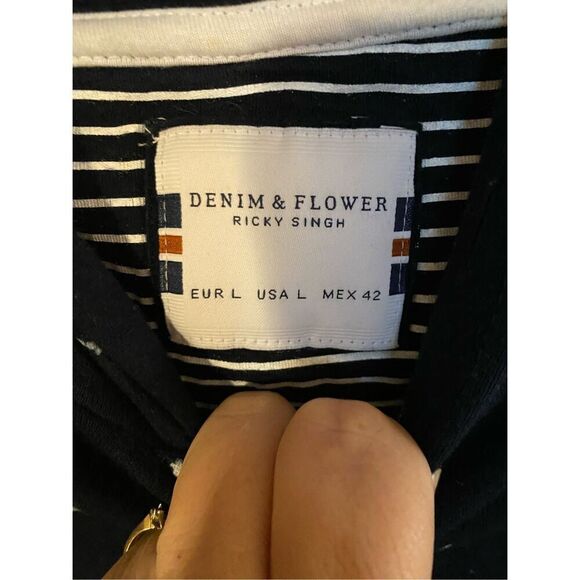 DENIM & FLOWER
RICKY SINGH
EUR L USA L MEX 42